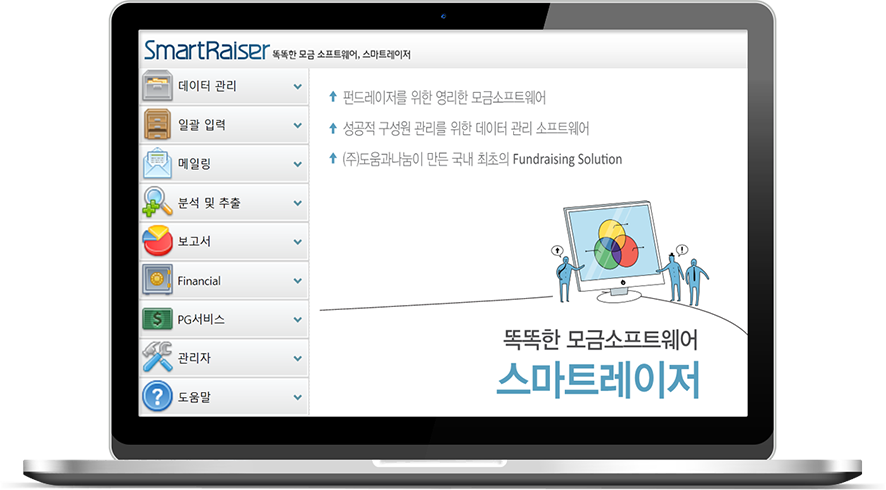 SmartRaiser 똑똑한 모금 소프트웨어, 스마트레이저
데이터 관리
일괄 입력
메일링
분석 및 추출
보고서
Financial
PG서비스
관리자
도움말
펀드레이저를 위한 영리한 모금소프트웨어
성공적 구성원 관리를 위한 데이터 관리 소프트웨어
(주)도움과나눔이 만든 국내 최초의 Fundraising Solution
똑똑한 모금소프트웨어
스마트레이저